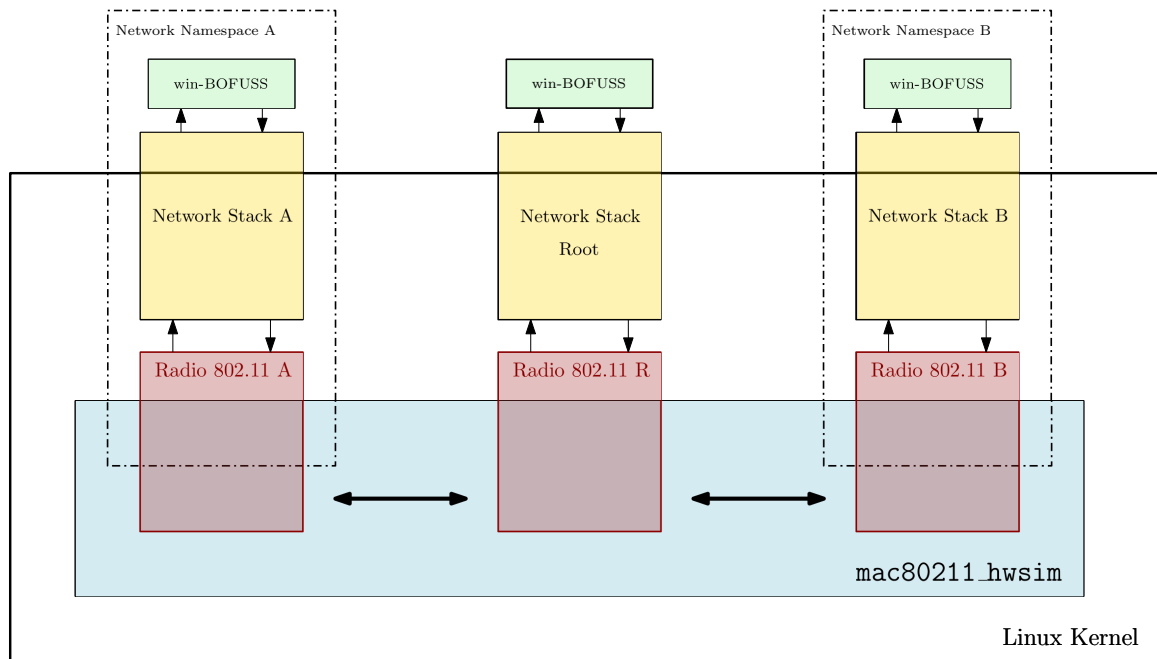 Network Namespace A
Network Namespace B
win-BOFUSS
win-BOFUSS
win-BOFUSS
Network Stack A
Network Stack
Root
Network Stack B
Radio 802.11 A
Radio 802.11 R
Radio 802.11 B
mac80211_hwsim
Linux Kernel